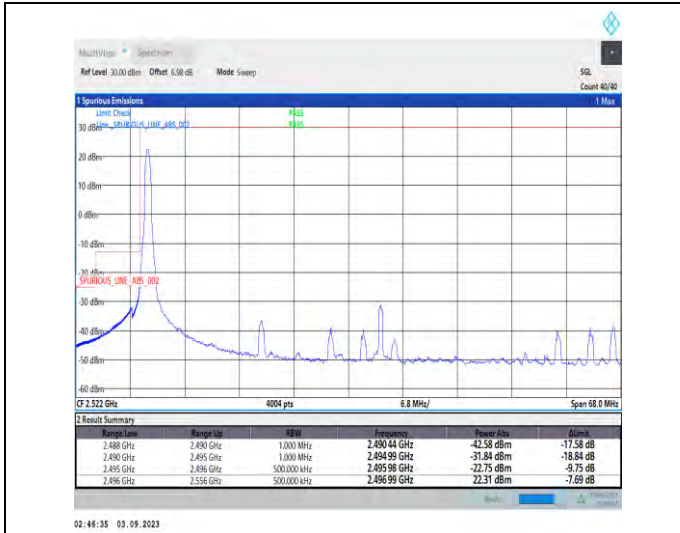 MultiView Spectrum
Ref Level 30.00 dBm Offset 6.98 dB Mode Sweep SGL
Count 40/40
1 Spurious Emissions 1 Max
Limit Check PASS
30 dBm Line _SPURIOUS_LINE_ABS_002 PASS
20 dBm
10 dBm
0 dBm
-10 dBm
-20 dBm
_SPURIOUS_LINE_ABS_002
-30 dBm
-40 dBm
-50 dBm
-60 dBm
CF 2.522 GHz 4004 pts 6.8 MHz/ Span 68.0 MHz
2 Result Summary
Range Low Range Up RBW Frequency Power Abs ΔLimit
2.488 GHz 2.490 GHz 1.000 MHz 2.490 44 GHz -42.58 dBm -17.58 dB
2.490 GHz 2.495 GHz 1.000 MHz 2.494 99 GHz -31.84 dBm -18.84 dB
2.495 GHz 2.496 GHz 500.000 kHz 2.495 98 GHz -22.75 dBm -9.75 dB
2.496 GHz 2.556 GHz 500.000 kHz 2.496 99 GHz 22.31 dBm -7.69 dB
02:46:35 03.09.2023